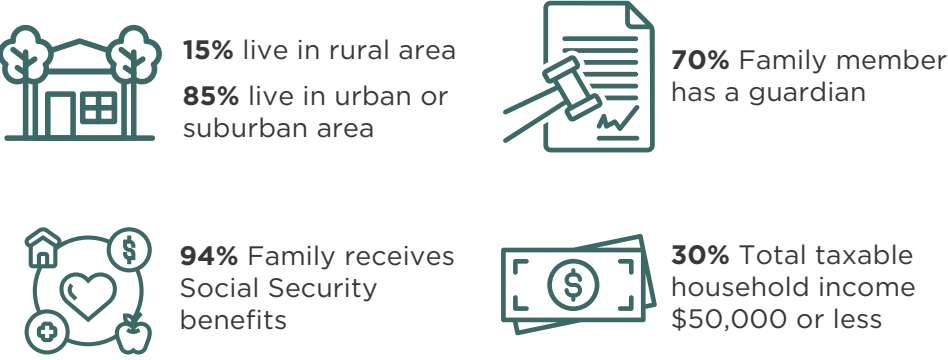 15% live in rural area
85% live in urban or
suburban area
70% Family member
has a guardian
94% Family receives
Social Security
benefits
30% Total taxable
household income
$50,000 or less